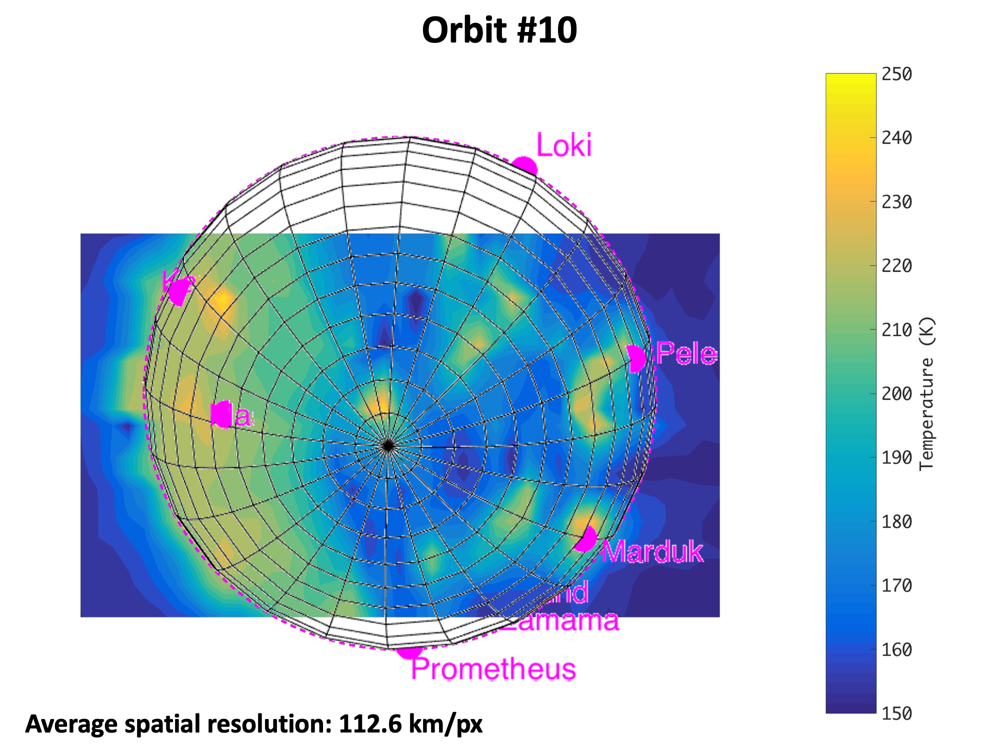 Orbit #10
250
240
230
220
210
200
190
180
170
160
150
Temperature (K)
Loki
Pele
Marduk
Prometheus
Average spatial resolution: 112.6 km/px